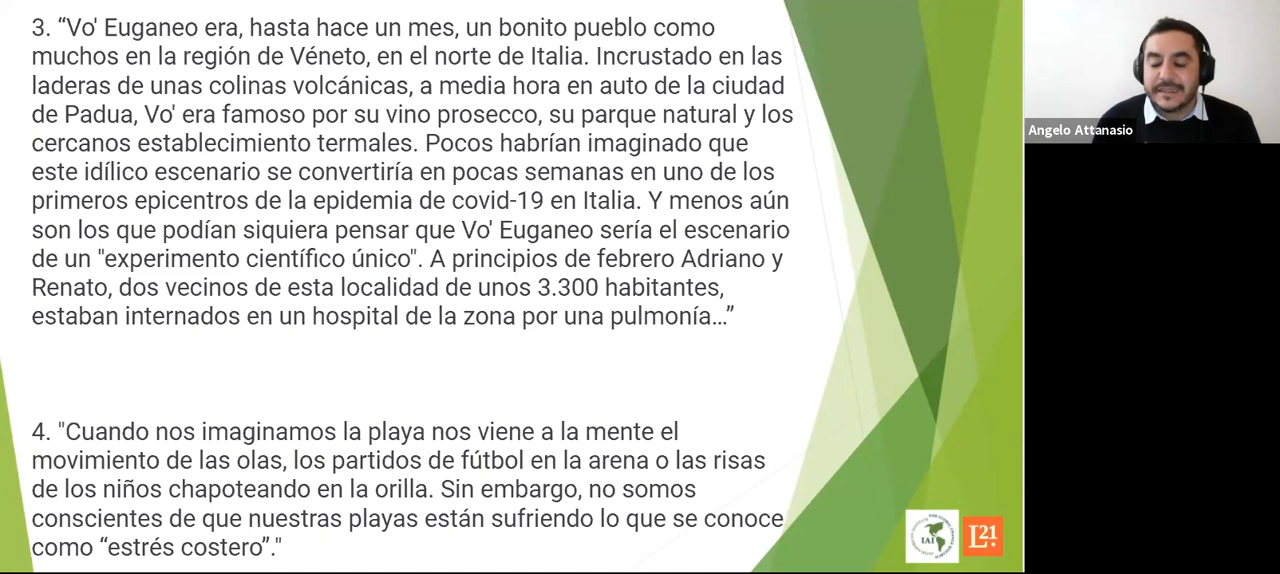 3. “Vo' Euganeo era, hasta hace un mes, un bonito pueblo como
muchos en la región de Véneto, en el norte de Italia. Incrustado en las
laderas de unas colinas volcánicas, a media hora en auto de la ciudad
de Padua, Vo' era famoso por su vino prosecco, su parque natural y los
cercanos establecimiento termales. Pocos habrían imaginado que
este idílico escenario se convertiría en pocas semanas en uno de los
primeros epicentros de la epidemia de covid-19 en Italia. Y menos aún
son los que podían siquiera pensar que Vo' Euganeo sería el escenario
de un "experimento científico único". A principios de febrero Adriano y
Renato, dos vecinos de esta localidad de unos 3.300 habitantes,
estaban internados en un hospital de la zona por una pulmonía…”
Angelo Attanasio
4. "Cuando nos imaginamos la playa nos viene a la mente el
movimiento de las olas, los partidos de fútbol en la arena o las risas
de los niños chapoteando en la orilla. Sin embargo, no somos
conscientes de que nuestras playas están sufriendo lo que se conoce
como “estrés costero”."
IAI
L21